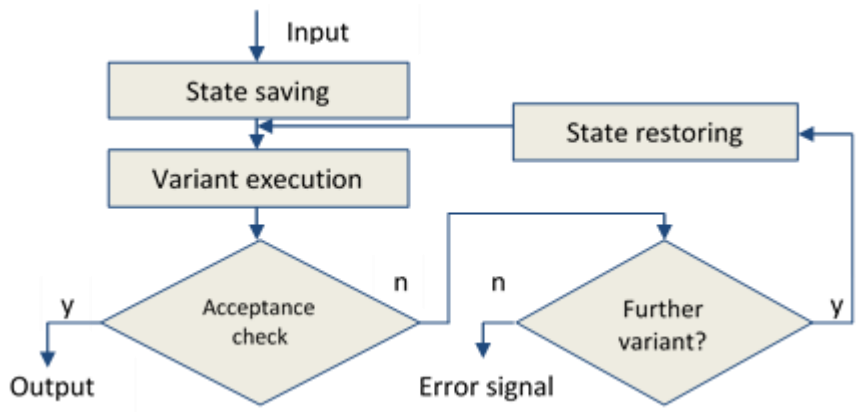 Input
State saving
State restoring
Variant execution
y
Acceptance
check
n
n
Further
variant?
y
Output
Error signal